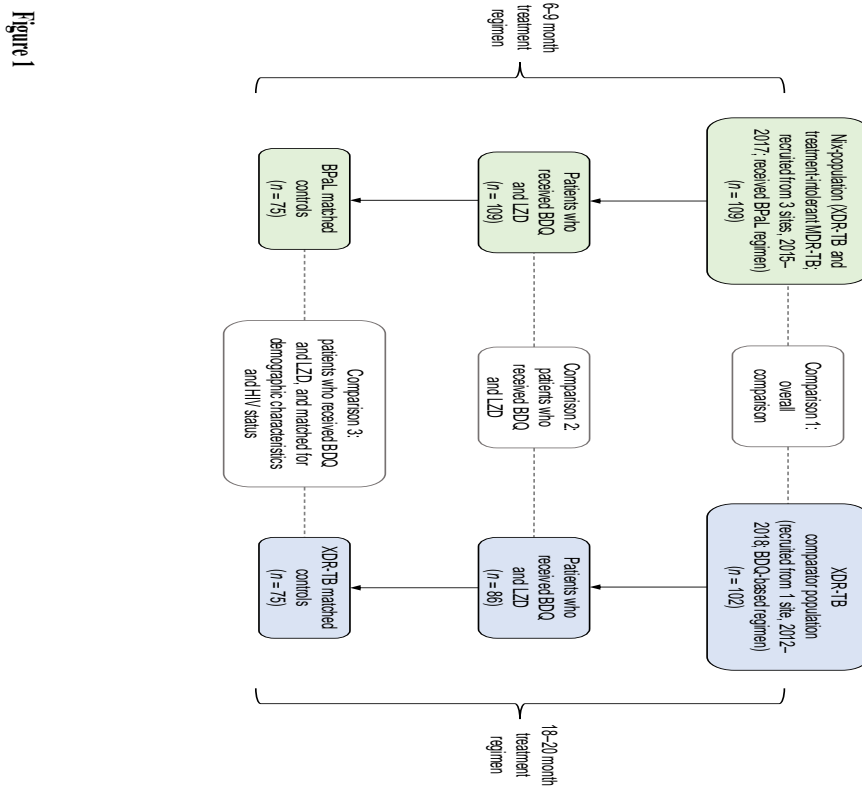 6–9 month
treatment
regimen
Nix-population (XDR-TB and
treatment-intolerant MDR-TB;
recruited from 3 sites, 2015–
2017; received BPaL regimen)
(n = 109)
Comparison 1:
overall
comparison
XDR-TB
comparator population
(recruited from 1 site, 2012–
2018; BDQ-based regimen)
(n = 102)
18–20 month
treatment
regimen
Patients who
received BDQ
and LZD
(n = 109)
Comparison 2:
patients who
received BDQ
and LZD
Patients who
received BDQ
and LZD
(n = 86)
BPaL matched
controls
(n = 75)
Comparison 3:
patients who received BDQ
and LZD, and matched for
demographic characteristics
and HIV status
XDR-TB matched
controls
(n = 75)
Figure 1